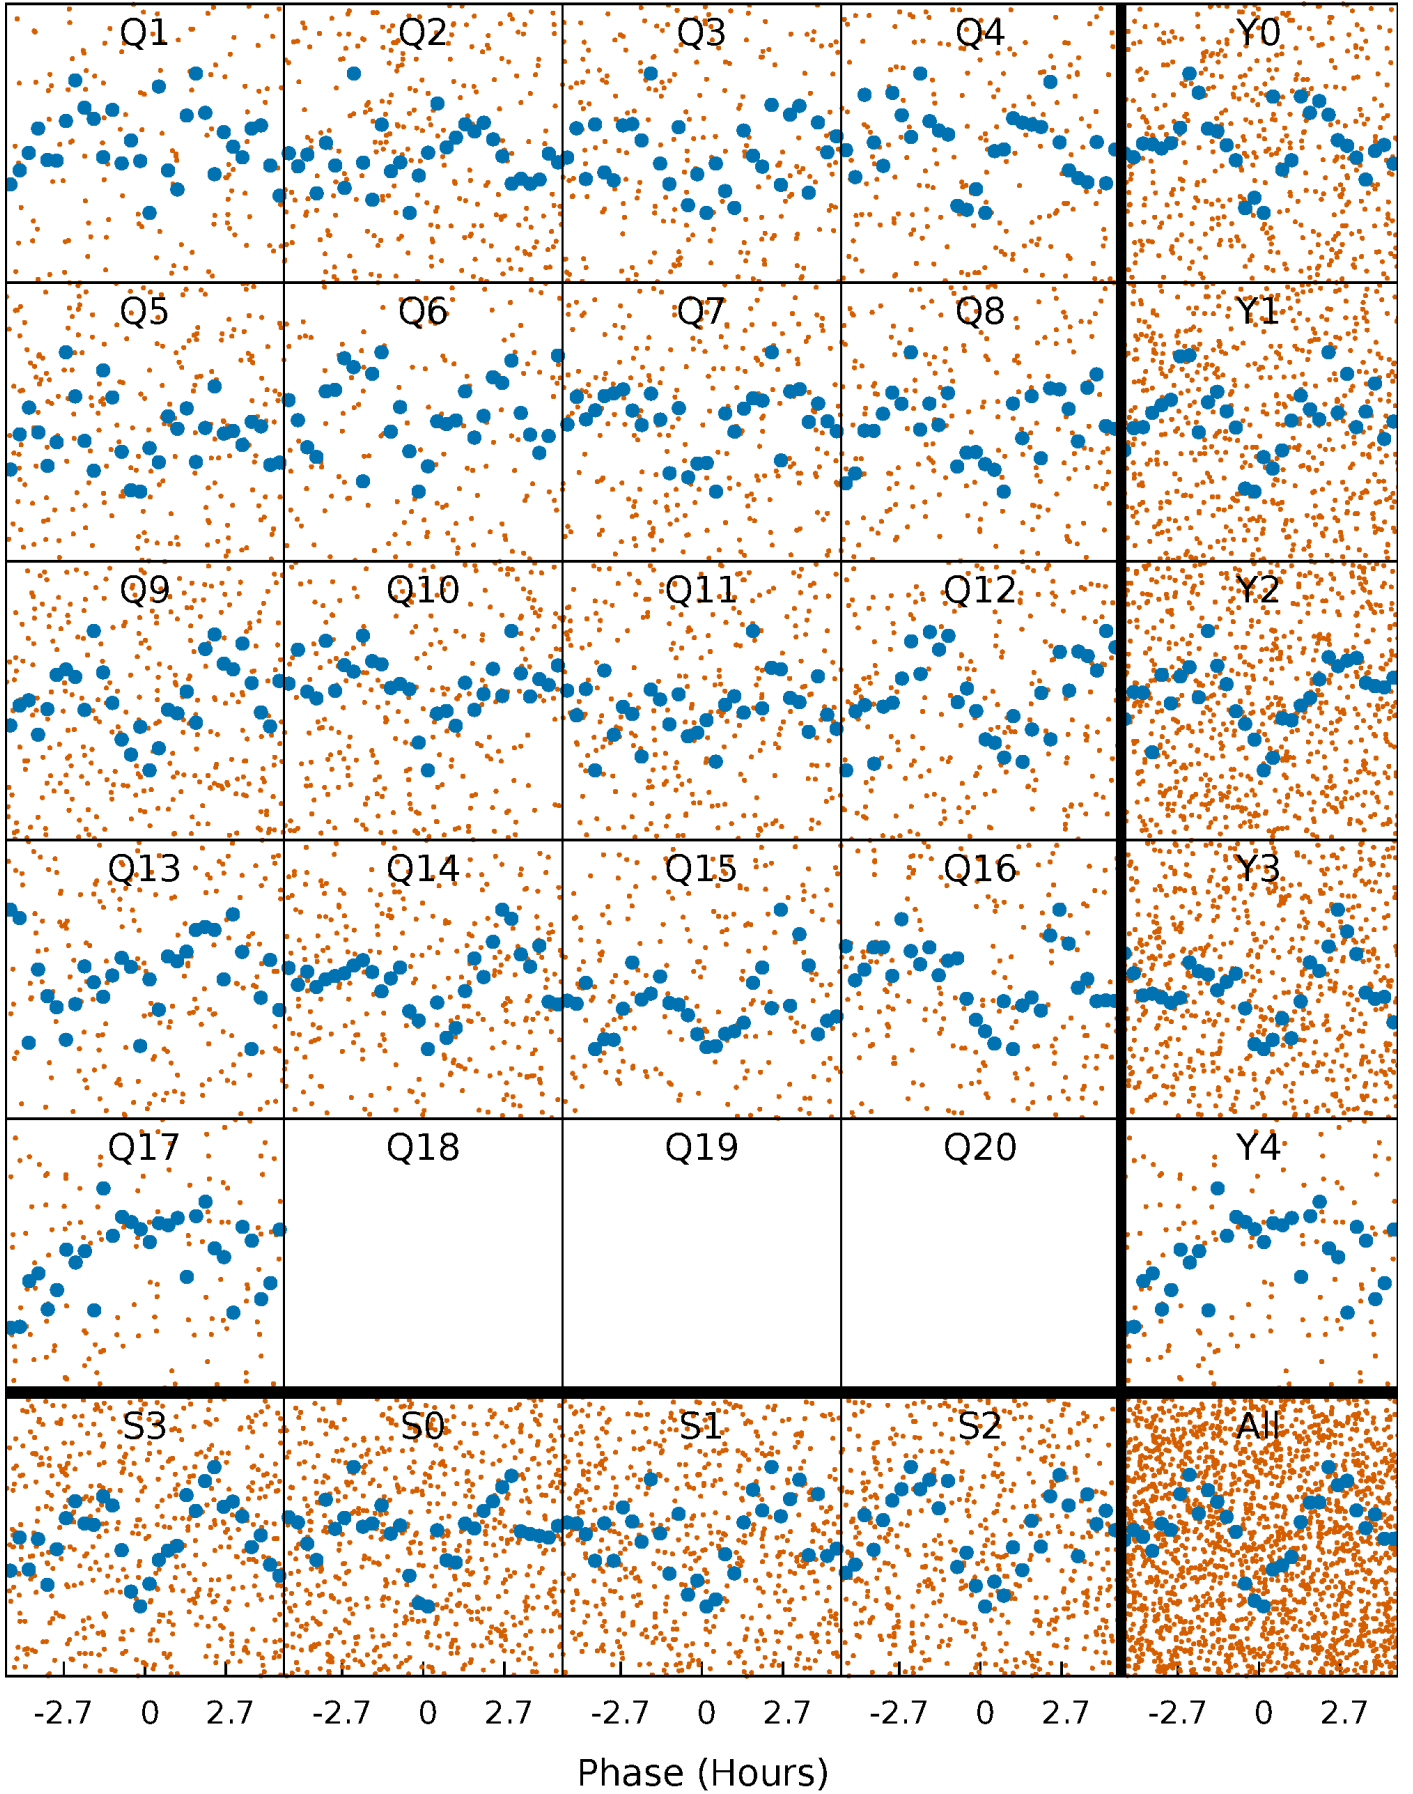 Q1 Q2 Q3 Q4 Y0
Q5 Q6 Q7 Q8 Y1
Q9 Q10 Q11 Q12 Y2
Q13 Q14 Q15 Q16 Y3
Q17 Q18 Q19 Q20 Y4
S3 S0 S1 S2 All
-2.7 0 2.7 -2.7 0 2.7 -2.7 0 2.7 -2.7 0 2.7 -2.7 0 2.7
Phase (Hours)